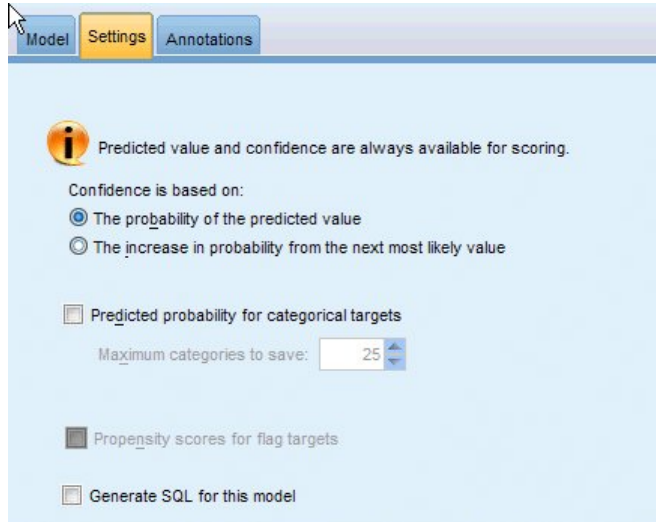 Model Settings Annotations
i
Predicted value and confidence are always available for scoring.
Confidence is based on:
The probability of the predicted value
The increase in probability from the next most likely value
Predicted probability for categorical targets
Maximum categories to save: 25
Propensity scores for flag targets
Generate SQL for this model